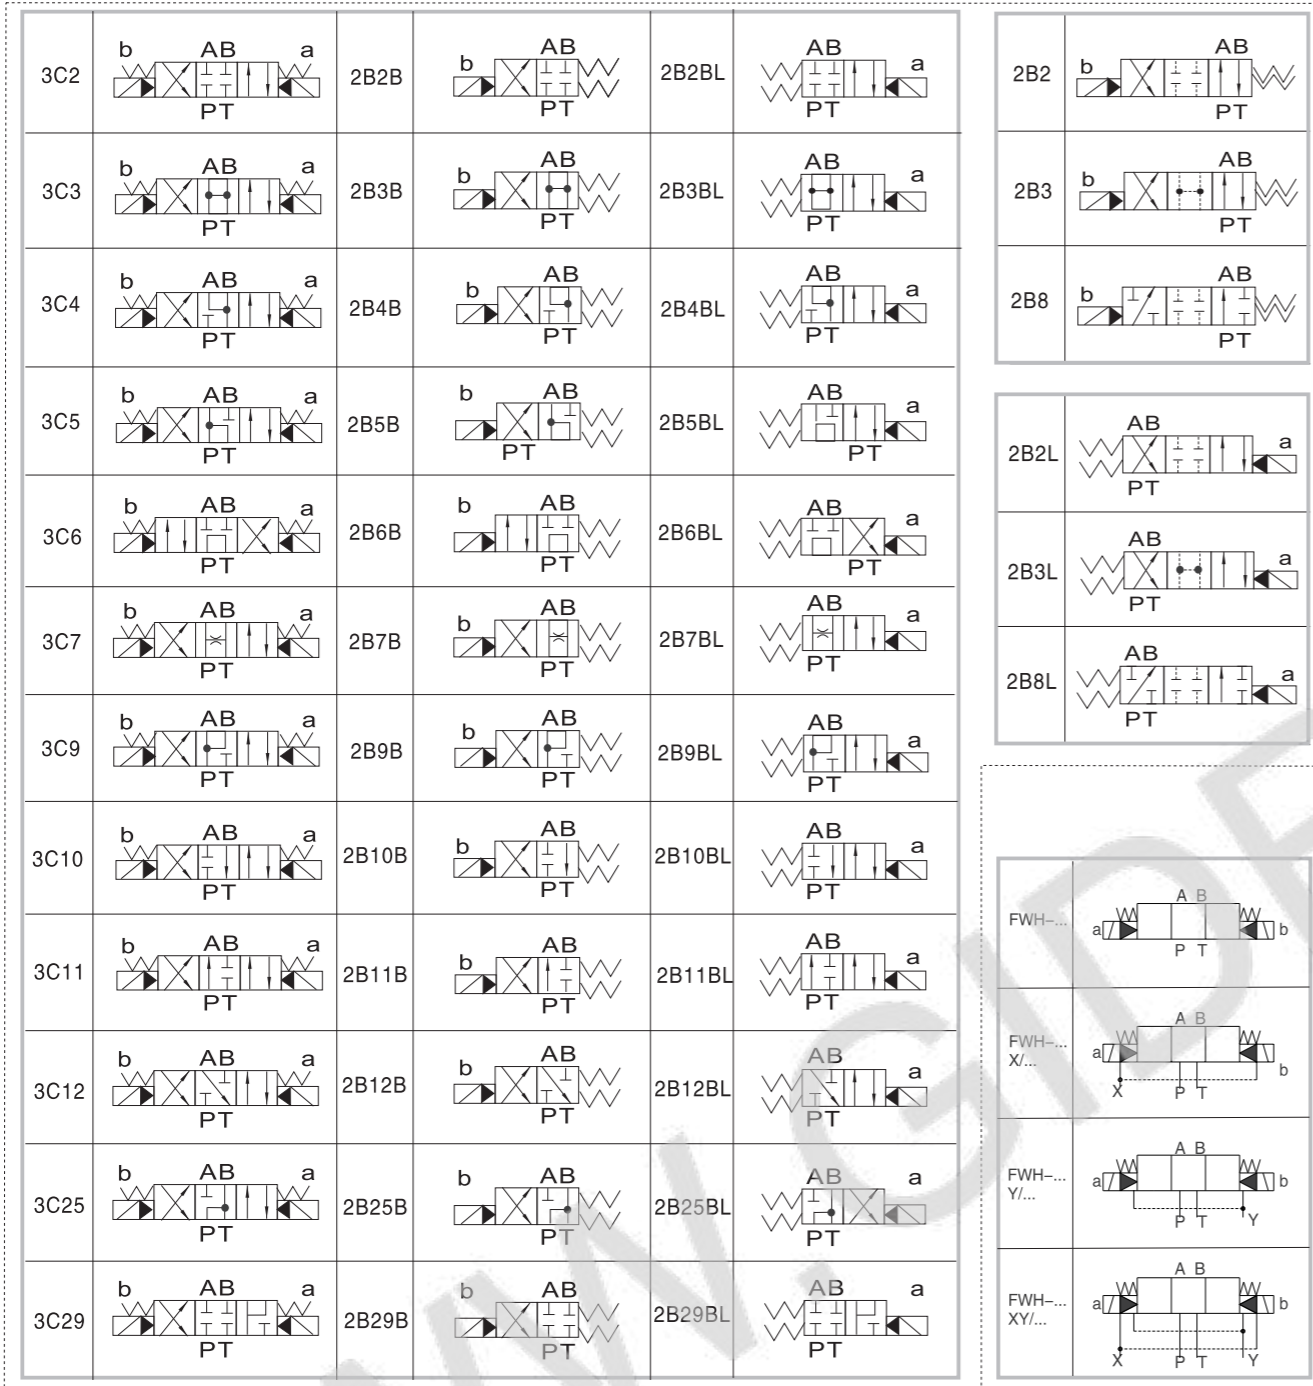 3C2 b AB a PT 2B2B b AB PT 2B2BL AB a PT
3C3 b AB a PT 2B3B b AB PT 2B3BL AB a PT
3C4 b AB a PT 2B4B b AB PT 2B4BL AB a PT
3C5 b AB a PT 2B5B b AB PT 2B5BL AB a PT
3C6 b AB a PT 2B6B b AB PT 2B6BL AB a PT
3C7 b AB a PT 2B7B b AB PT 2B7BL AB a PT
3C9 b AB a PT 2B9B b AB PT 2B9BL AB a PT
3C10 b AB a PT 2B10B b AB PT 2B10BL AB a PT
3C11 b AB a PT 2B11B b AB PT 2B11BL AB a PT
3C12 b AB a PT 2B12B b AB PT 2B12BL AB a PT
3C25 b AB a PT 2B25B b AB PT 2B25BL AB a PT
3C29 b AB a PT 2B29B b AB PT 2B29BL AB a PT
2B2 b AB PT
2B3 b AB PT
2B8 b AB PT
2B2L AB a PT
2B3L AB a PT
2B8L AB a PT
FWH–... a A B b P T
FWH–...
X/... a A B b X P T
FWH–...
Y/... a A B b P T Y
FWH–...
XY/... a A B b X P T Y